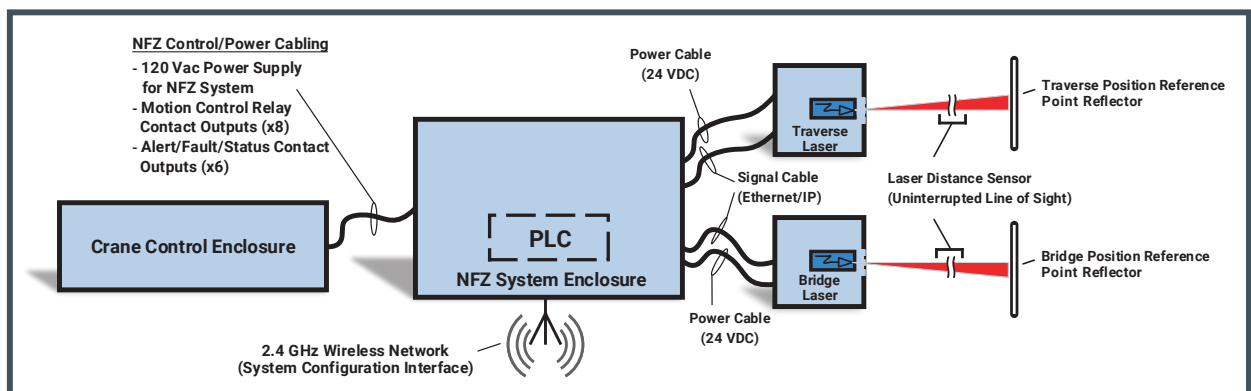 NFZ Control/Power Cabling
- 120 Vac Power Supply
for NFZ System
- Motion Control Relay
Contact Outputs (x8)
- Alert/Fault/Status Contact
Outputs (x6)
Crane Control Enclosure
PLC
NFZ System Enclosure
2.4 GHz Wireless Network
(System Configuration Interface)
Power Cable
(24 VDC)
Signal Cable
(Ethernet/IP)
Power Cable
(24 VDC)
Traverse
Laser
Bridge
Laser
Traverse Position Reference
Point Reflector
Laser Distance Sensor
(Uninterrupted Line of Sight)
Bridge Position Reference
Point Reflector